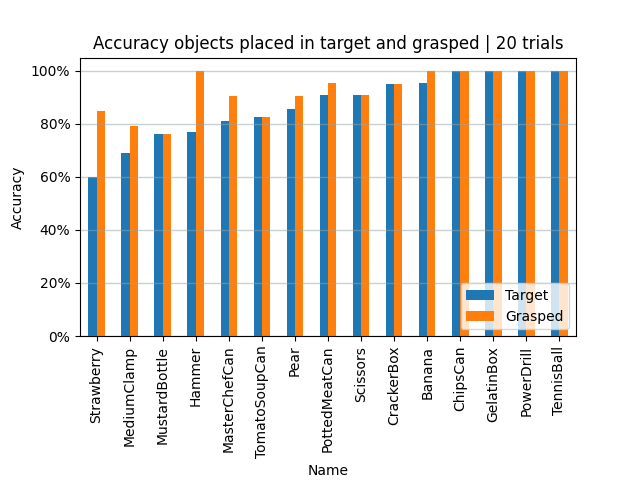 Accuracy objects placed in target and grasped | 20 trials
100%
80%
60%
40%
20%
0%
Accuracy
Target
Grasped
Strawberry
MediumClamp
MustardBottle
Hammer
MasterChefCan
TomatoSoupCan
Pear
PottedMeatCan
Scissors
CrackerBox
Banana
ChipsCan
GelatinBox
PowerDrill
TennisBall
Name